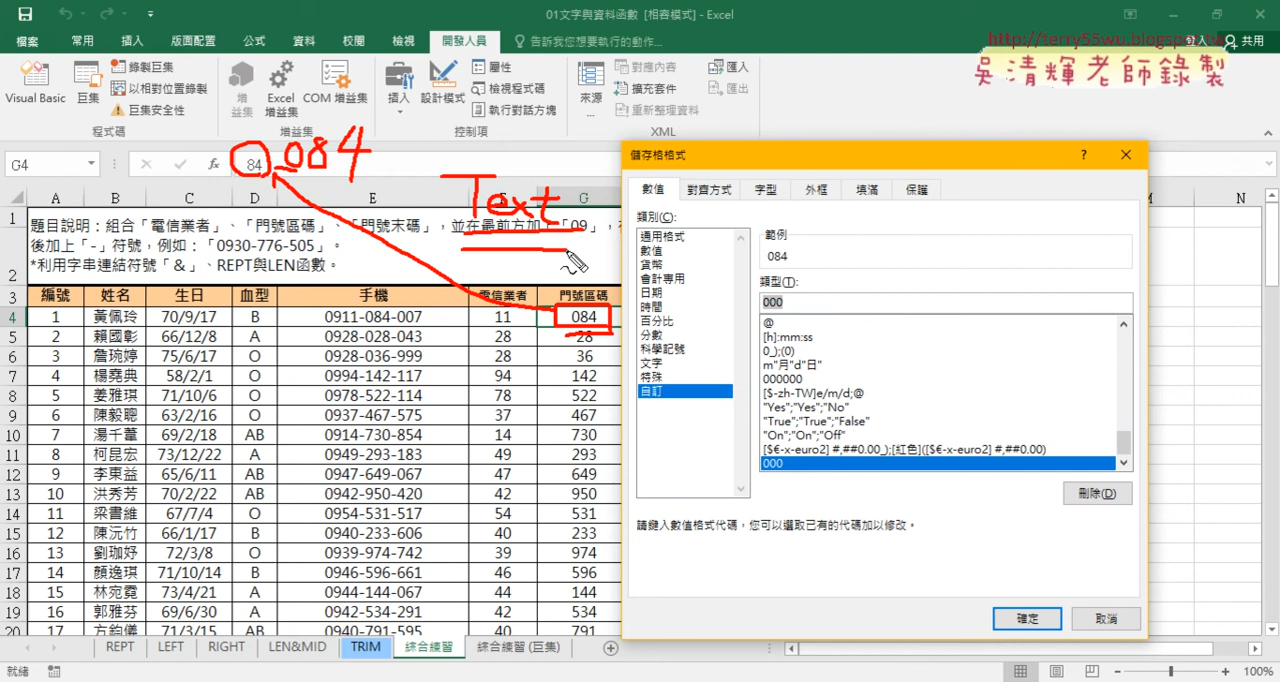 01文字與資料函數 [相容模式] - Excel
檔案 常用 插入 版面配置 公式 資料 校閱 檢視 開發人員 告訴我您想要執行的動作... 登入 共用
http://terry55wu.blogspot.tw
吳清輝老師錄製
Visual Basic 巨集 錄製巨集 以相對位置錄製 巨集安全性 程式碼
增益集 Excel 增益集 COM 增益集 增益集
插入 設計模式 屬性 檢視程式碼 執行對話方塊 控制項
來源... 對應內容 擴充套件 重新整理資料 匯入 匯出 XML
G4 fx 84
0 084
Text
A B C D E F G M N
1 題目說明：組合「電信業者」、「門號區碼」、「門號末碼」，並在最前方加上「09」，
2 後加上「-」符號，例如：「0930-776-505」。
*利用字串連結符號「&」、REPT與LEN函數。
3 編號 姓名 生日 血型 手機 電信業者 門號區碼
4 1 黃佩玲 70/9/17 B 0911-084-007 11 084
5 2 賴國彰 66/12/8 A 0928-028-043 28 28
6 3 詹琬婷 75/6/17 O 0928-036-999 28 36
7 4 楊堯典 58/2/1 O 0994-142-117 94 142
8 5 姜雅琪 71/10/6 O 0978-522-114 78 522
9 6 陳毅聰 63/2/16 O 0937-467-575 37 467
10 7 湯千葦 69/2/18 AB 0914-730-854 14 730
11 8 柯昆宏 73/12/22 A 0949-293-183 49 293
12 9 李東益 65/6/11 AB 0947-649-067 47 649
13 10 洪秀芳 70/2/22 AB 0942-950-420 42 950
14 11 梁書維 67/7/4 O 0954-531-517 54 531
15 12 陳沅竹 66/1/17 B 0940-233-606 40 233
16 13 劉珈妤 72/3/8 O 0939-974-742 39 974
17 14 顏逸琪 71/10/14 B 0946-596-661 46 596
18 15 林宛霓 73/4/21 A 0944-144-067 44 144
19 16 郭雅芬 69/6/30 A 0942-534-291 42 534
20 17 方鈞儀 71/3/15 AB 0940-791-595 40 791
儲存格格式 ?
數值 對齊方式 字型 外框 填滿 保護
類別(C):
通用格式
數值
貨幣
會計專用
日期
時間
百分比
分數
科學記號
文字
特殊
自訂
範例
084
類型(T):
000
@
[h]:mm:ss
0_);(0)
m"月"d"日"
000000
[$-zh-TW]e/m/d;@
"Yes";"Yes";"No"
"True";"True";"False"
"On";"On";"Off"
[$€-x-euro2] #,##0.00_);[紅色]([$€-x-euro2] #,##0.00)
000
刪除(D)
請鍵入數值格式代碼，您可以選取已有的代碼加以修改。
確定 取消
REPT LEFT RIGHT LEN&MID TRIM 綜合練習 綜合練習 (巨集)
就緒 100%